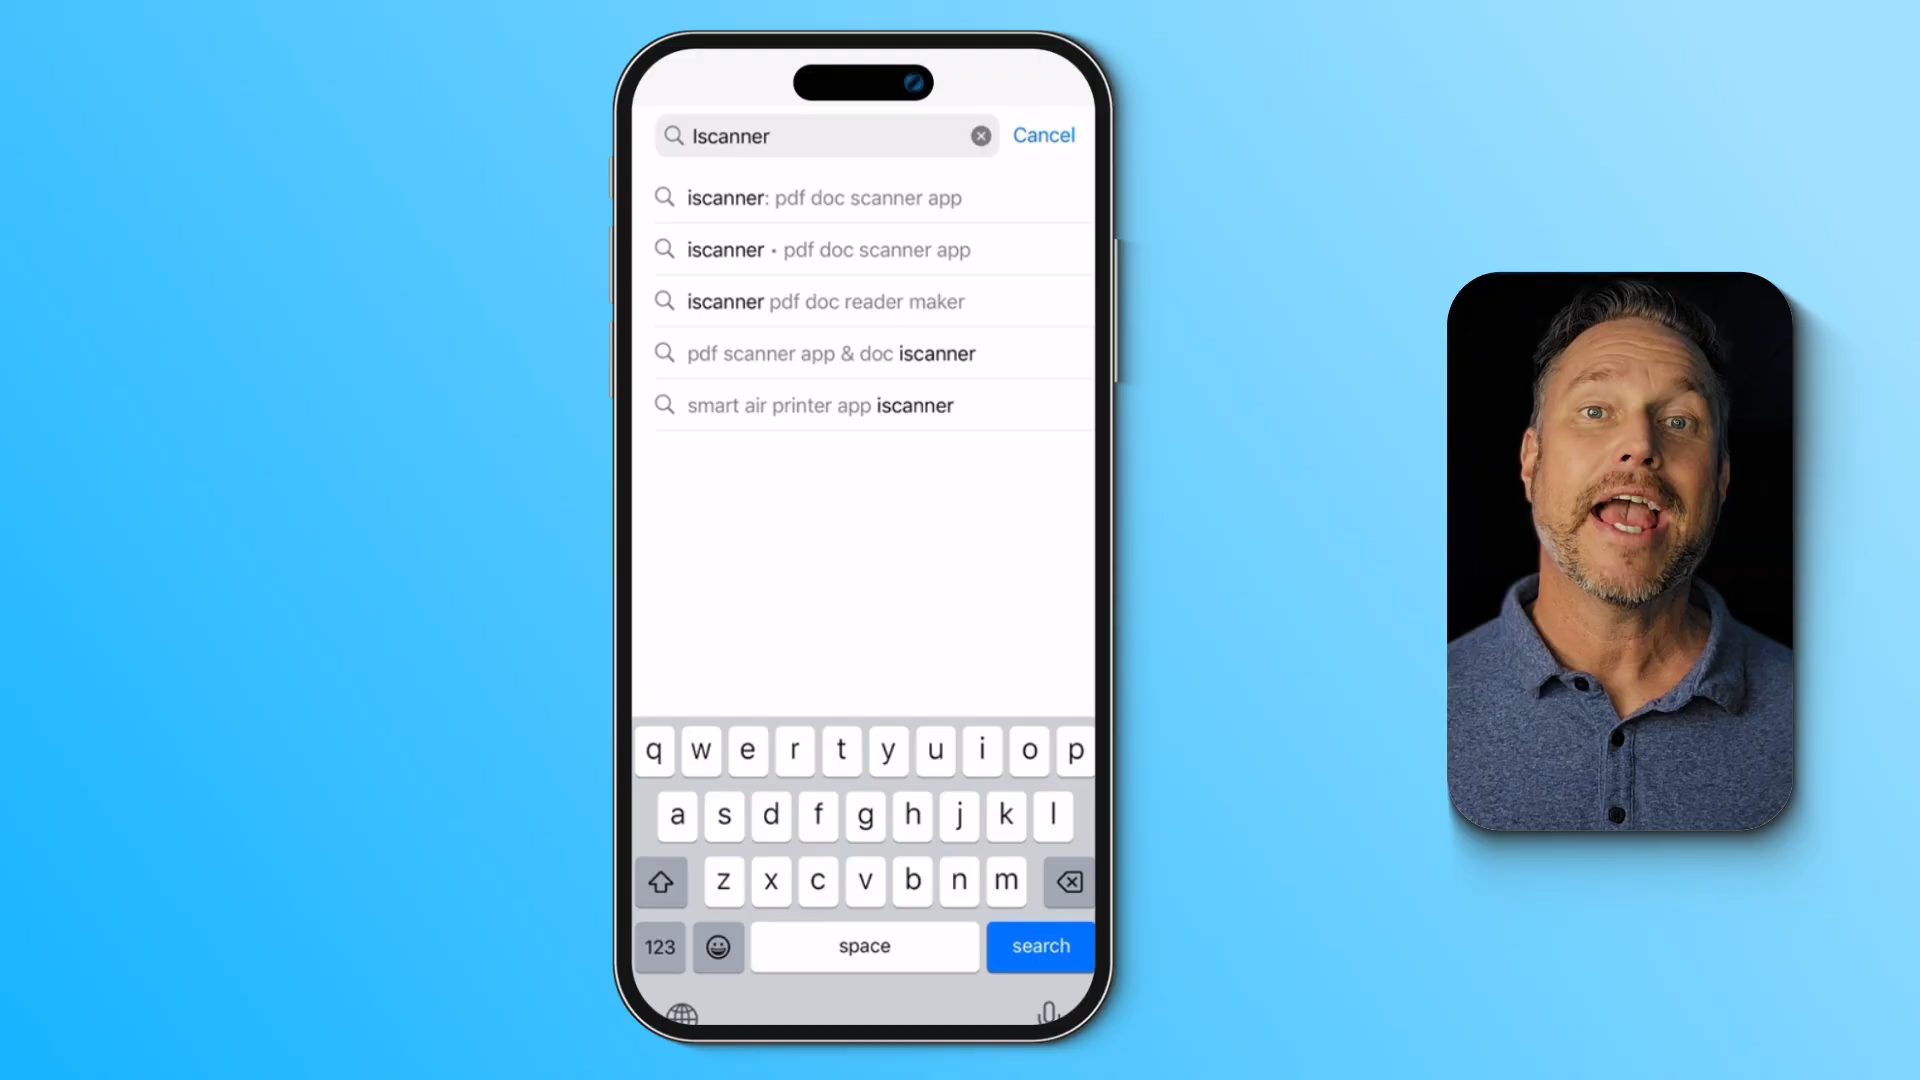 Iscanner
Cancel
iscanner: pdf doc scanner app
iscanner • pdf doc scanner app
iscanner pdf doc reader maker
pdf scanner app & doc iscanner
smart air printer app iscanner
q w e r t y u i o p
a s d f g h j k l
z x c v b n m
123 space search